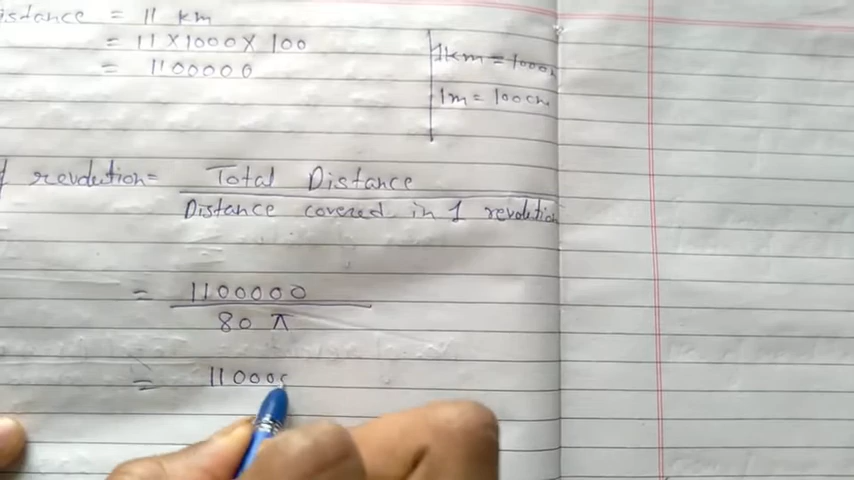 istance = 11 km
= 11 X 1000 X 100
= 1100000
1km = 1000
1m = 100cm
f revolution = Total Distance
Distance covered in 1 revolution
= 1100000
80 π
= 11000